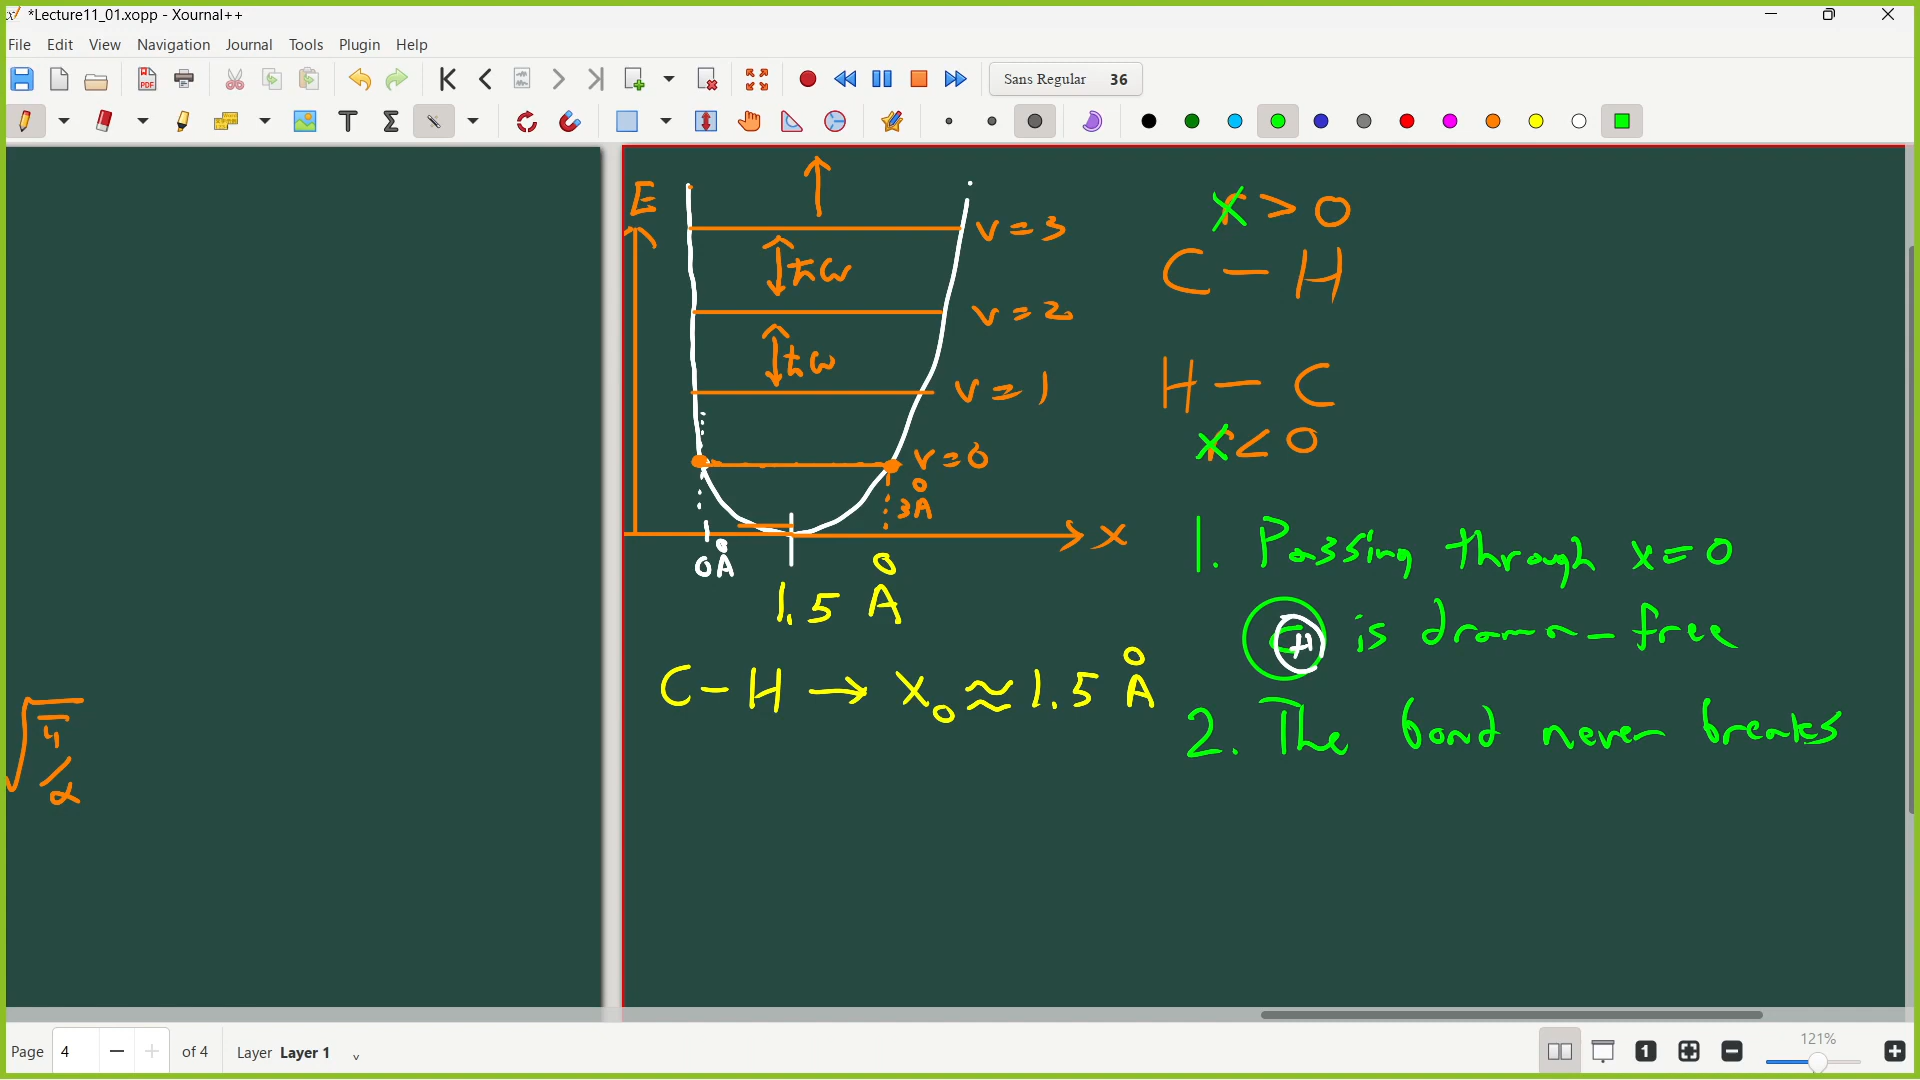 *Lecture11_01.xopp - Xournal++
File Edit View Navigation Journal Tools Plugin Help
Sans Regular 36
E
v = 3
ħω
v = 2
ħω
v = 1
v = 0
3Å
x
0Å
1.5 Å
C-H → x₀ ≈ 1.5 Å
x > 0
C - H
H - C
x < 0
1. Passing through x = 0
H is drama-free
2. The bond never breaks
Page 4 of 4 Layer Layer 1
121%